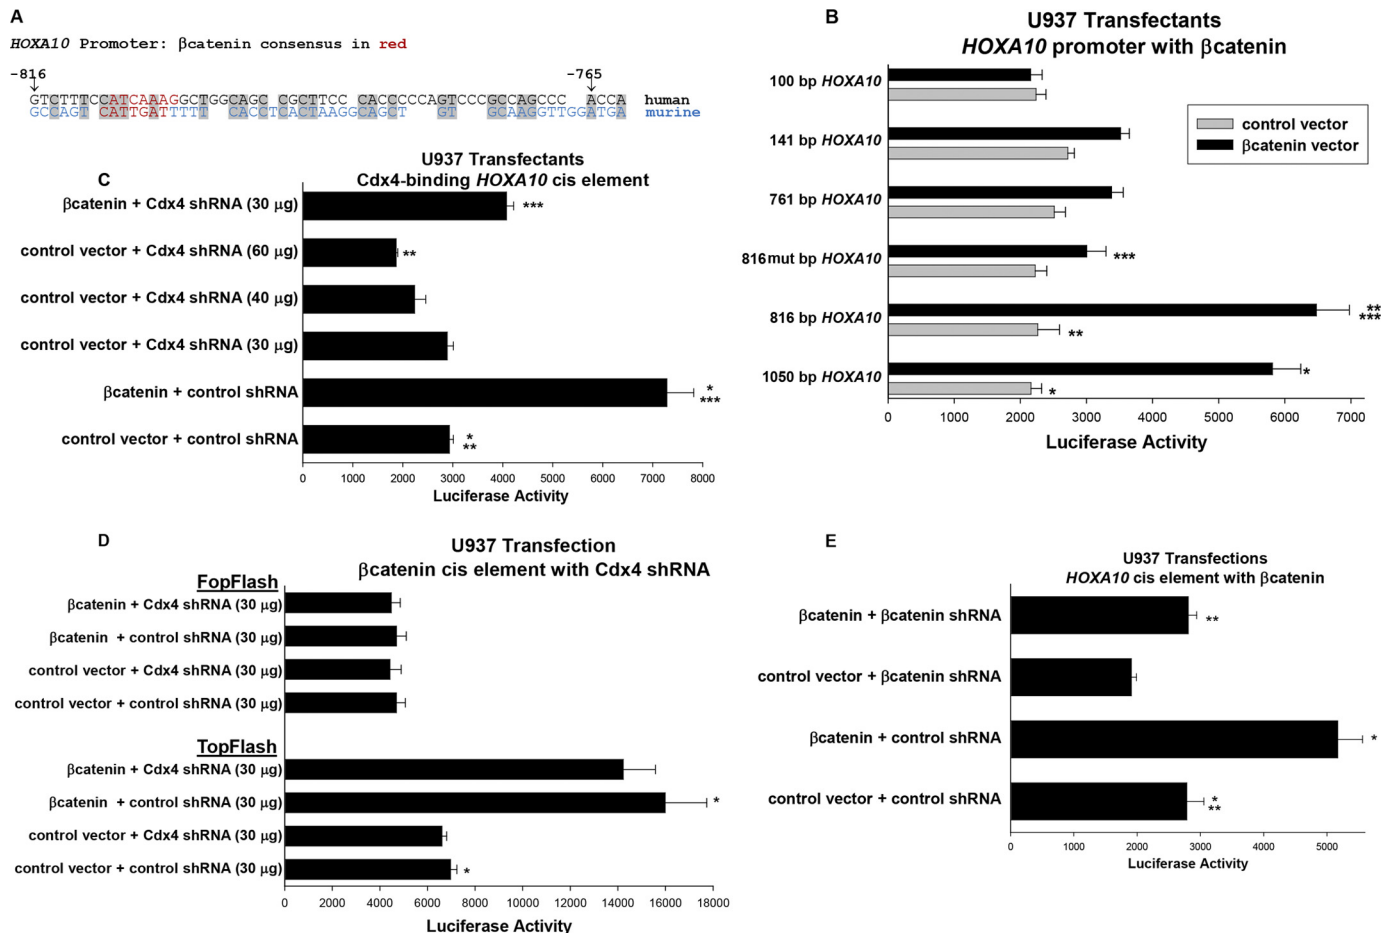 A
HOXA10 Promoter: βcatenin consensus in red
-816 -765
GTCTTTCCATCAAAGGCTGGCAGC CGCTTCC CACCCCCAGTCCCGCCAGCCC ACCA human
GCCAGT CATTGATTTTT CACCTCACTAAGGCAGCT GT GCAAGGTTGGATGA murine
B
U937 Transfectants
HOXA10 promoter with βcatenin
100 bp HOXA10
141 bp HOXA10
761 bp HOXA10
816mut bp HOXA10
***
816 bp HOXA10
**
***
**
1050 bp HOXA10
*
*
control vector
βcatenin vector
0 1000 2000 3000 4000 5000 6000 7000
Luciferase Activity
C
U937 Transfectants
Cdx4-binding HOXA10 cis element
βcatenin + Cdx4 shRNA (30 μg)
***
control vector + Cdx4 shRNA (60 μg)
**
control vector + Cdx4 shRNA (40 μg)
control vector + Cdx4 shRNA (30 μg)
βcatenin + control shRNA
*
***
control vector + control shRNA
*
**
0 1000 2000 3000 4000 5000 6000 7000 8000
Luciferase Activity
D
U937 Transfection
βcatenin cis element with Cdx4 shRNA
FopFlash
βcatenin + Cdx4 shRNA (30 μg)
βcatenin + control shRNA (30 μg)
control vector + Cdx4 shRNA (30 μg)
control vector + control shRNA (30 μg)
TopFlash
βcatenin + Cdx4 shRNA (30 μg)
βcatenin + control shRNA (30 μg)
*
control vector + Cdx4 shRNA (30 μg)
control vector + control shRNA (30 μg)
*
0 2000 4000 6000 8000 10000 12000 14000 16000 18000
Luciferase Activity
E
U937 Transfections
HOXA10 cis element with βcatenin
βcatenin + βcatenin shRNA
**
control vector + βcatenin shRNA
βcatenin + control shRNA
*
control vector + control shRNA
*
**
0 1000 2000 3000 4000 5000
Luciferase Activity